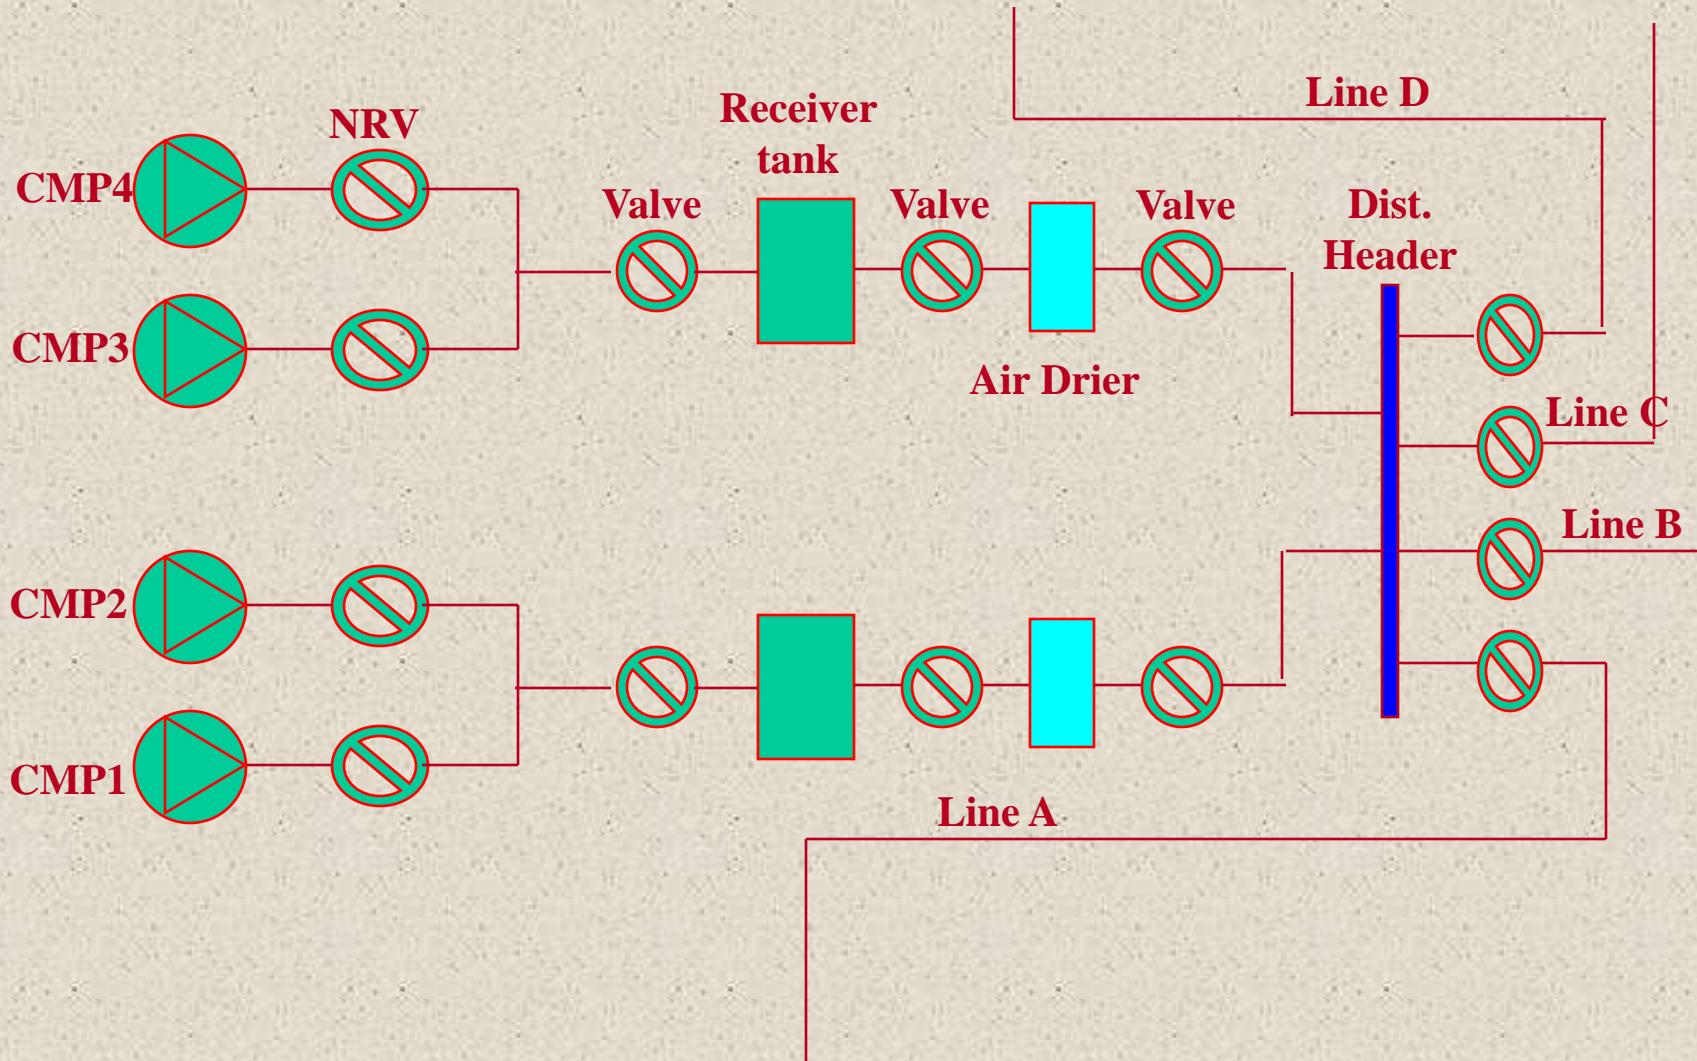 Line D
Receiver
tank
NRV
CMP4
Valve
Valve
Valve
Dist.
Header
CMP3
Air Drier
Line C
Line B
CMP2
CMP1
Line A